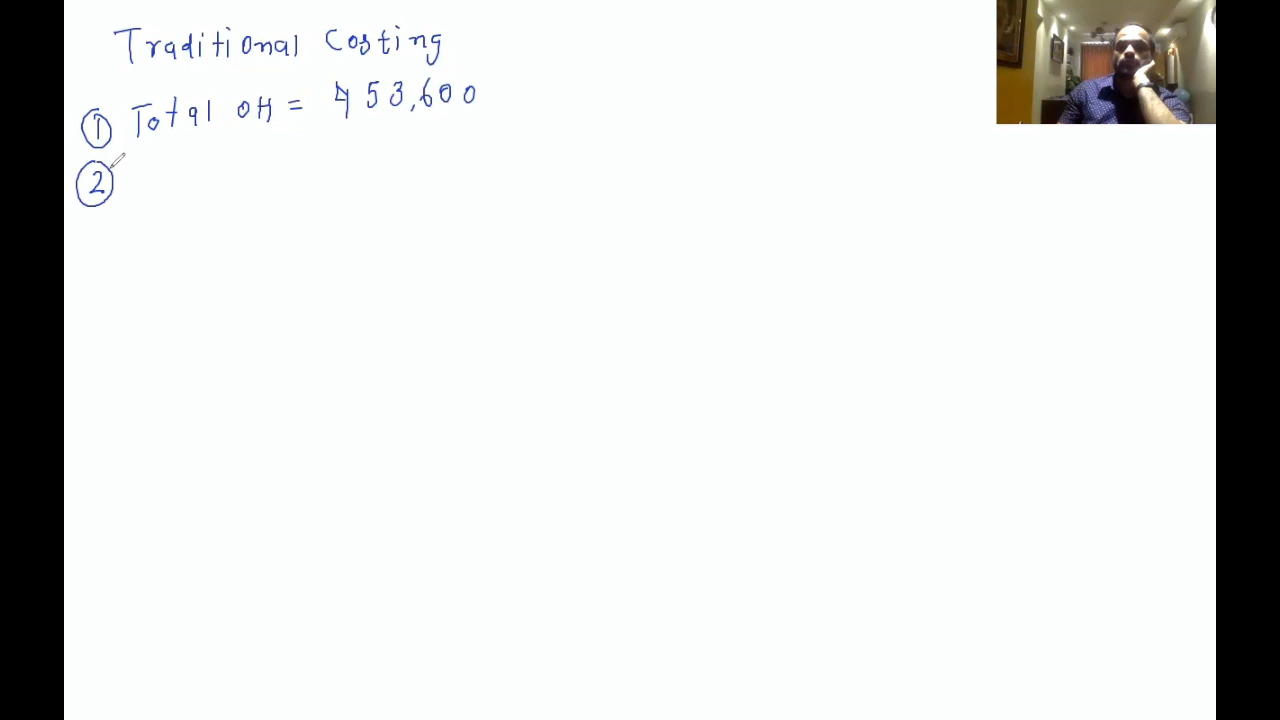 Traditional Costing
① Total OH = 453,600
②